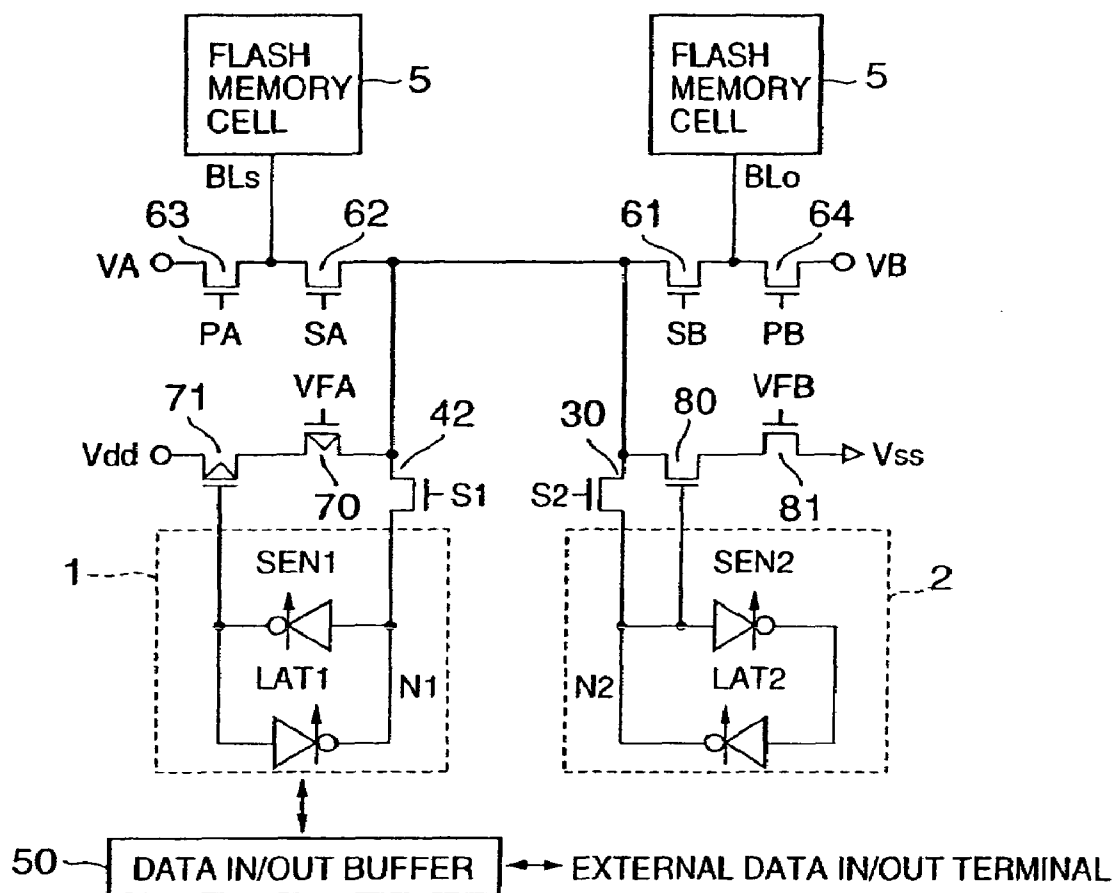 FLASH MEMORY CELL
5
FLASH MEMORY CELL
5
BLs
BLo
63
62
61
64
VA
VB
PA
SA
SB
PB
71
VFA
42
30
80
VFB
Vdd
Vss
70
S1
S2
81
1
SEN1
SEN2
2
LAT1
N1
N2
LAT2
50
DATA IN/OUT BUFFER
EXTERNAL DATA IN/OUT TERMINAL